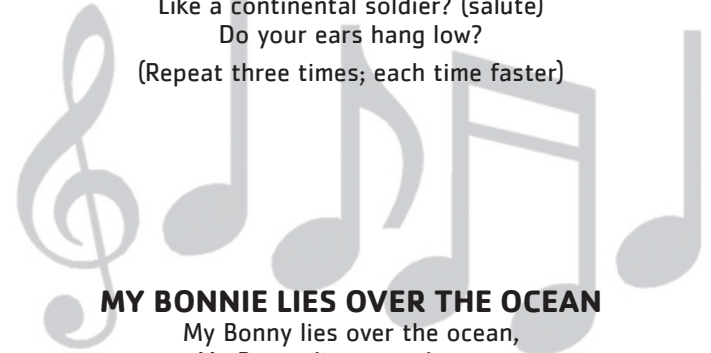 Like a continental soldier? (salute)
Do your ears hang low?
(Repeat three times; each time faster)
MY BONNIE LIES OVER THE OCEAN
My Bonny lies over the ocean,